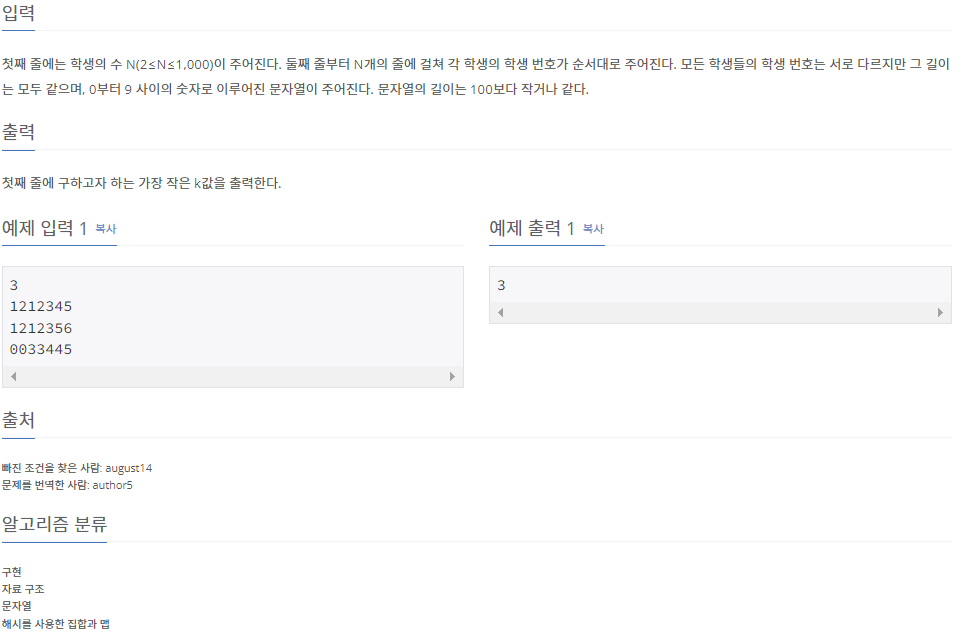 입력
첫째 줄에는 학생의 수 N(2≤N≤1,000)이 주어진다. 둘째 줄부터 N개의 줄에 걸쳐 각 학생의 학생 번호가 순서대로 주어진다. 모든 학생들의 학생 번호는 서로 다르지만 그 길이
는 모두 같으며, 0부터 9 사이의 숫자로 이루어진 문자열이 주어진다. 문자열의 길이는 100보다 작거나 같다.
출력
첫째 줄에 구하고자 하는 가장 작은 k값을 출력한다.
예제 입력 1 복사
3
1212345
1212356
0033445
예제 출력 1 복사
3
출처
빠진 조건을 찾은 사람: august14
문제를 번역한 사람: author5
알고리즘 분류
구현
자료 구조
문자열
해시를 사용한 집합과 맵